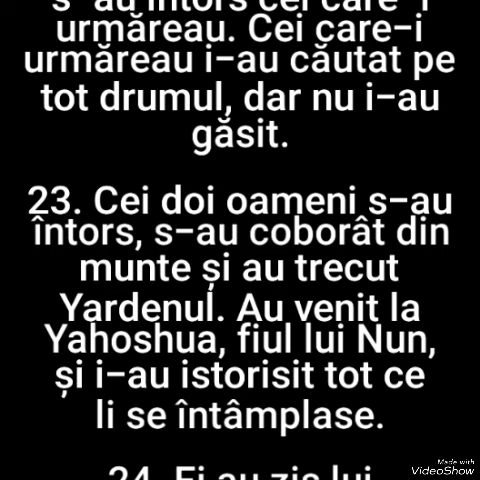 s-au întors cei care-i
urmăreau. Cei care-i
urmăreau i-au căutat pe
tot drumul, dar nu i-au
găsit.
23. Cei doi oameni s-au
întors, s-au coborât din
munte și au trecut
Yardenul. Au venit la
Yahoshua, fiul lui Nun,
și i-au istorisit tot ce
li se întâmplase.
24. Ei au zis lui
Made with
VideoShow